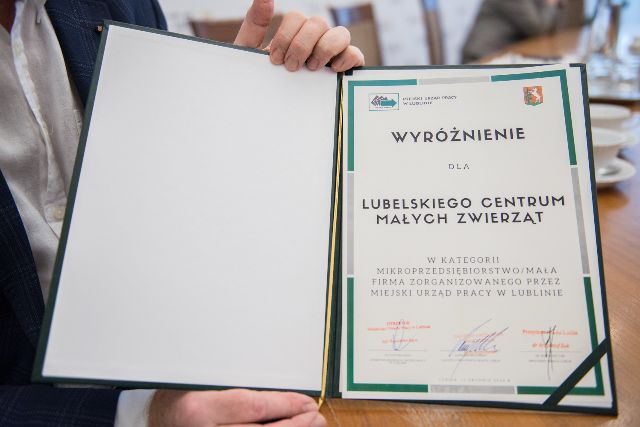 MIEJSKI URZĄD PRACY
W LUBLINIE
WYRÓŻNIENIE
DLA
LUBELSKIEGO CENTRUM
MAŁYCH ZWIERZĄT
W KATEGORII
MIKROPRZEDSIĘBIORSTWO/MAŁA
FIRMA ZORGANIZOWANEGO PRZEZ
MIEJSKI URZĄD PRACY W LUBLINIE